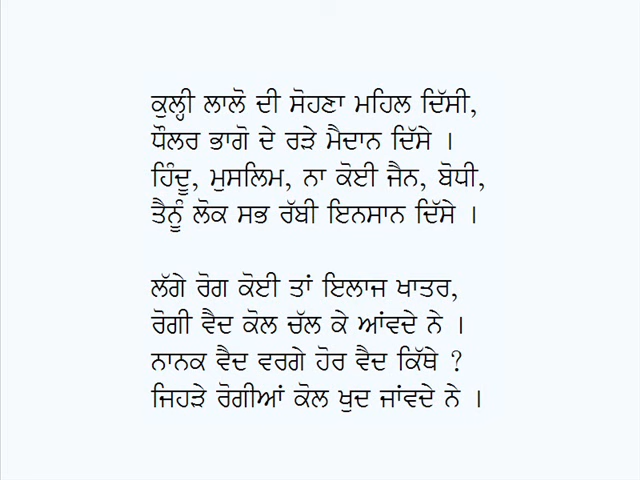 ਕੁਲ੍ਹੀ ਲਾਲੋ ਦੀ ਸੋਹਣਾ ਮਹਿਲ ਦਿੱਸੀ,
ਧੌਲਰ ਭਾਗੋ ਦੇ ਰੜੇ ਮੈਦਾਨ ਦਿੱਸੇ ।
ਹਿੰਦੂ, ਮੁਸਲਿਮ, ਨਾ ਕੋਈ ਜੈਨ, ਬੋਧੀ,
ਤੈਨੂੰ ਲੋਕ ਸਭ ਰੱਬੀ ਇਨਸਾਨ ਦਿੱਸੇ ।
ਲੱਗੇ ਰੋਗ ਕੋਈ ਤਾਂ ਇਲਾਜ ਖਾਤਰ,
ਰੋਗੀ ਵੈਦ ਕੋਲ ਚੱਲ ਕੇ ਆਂਵਦੇ ਨੇ ।
ਨਾਨਕ ਵੈਦ ਵਰਗੇ ਹੋਰ ਵੈਦ ਕਿੱਥੇ ?
ਜਿਹੜੇ ਰੋਗੀਆਂ ਕੋਲ ਖੁਦ ਜਾਂਵਦੇ ਨੇ ।